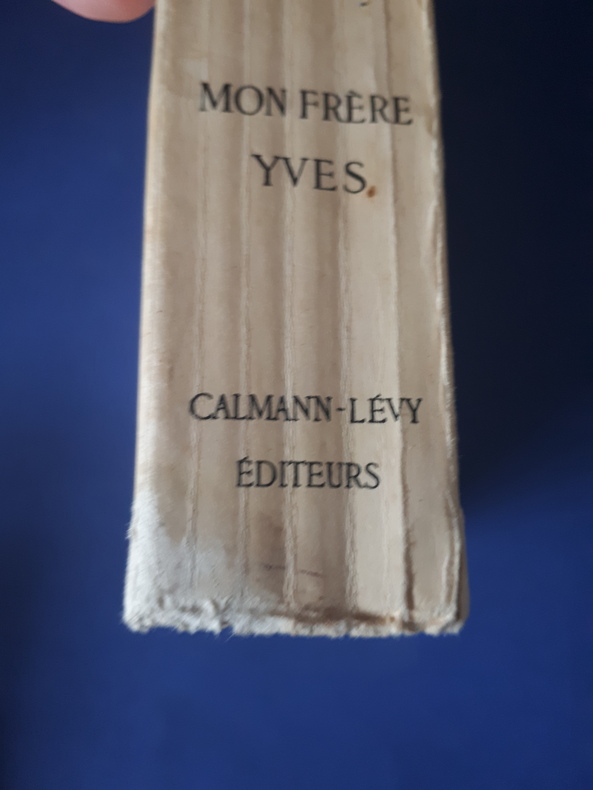 MON FRÈRE
YVES
CALMANN-LÉVY
ÉDITEURS